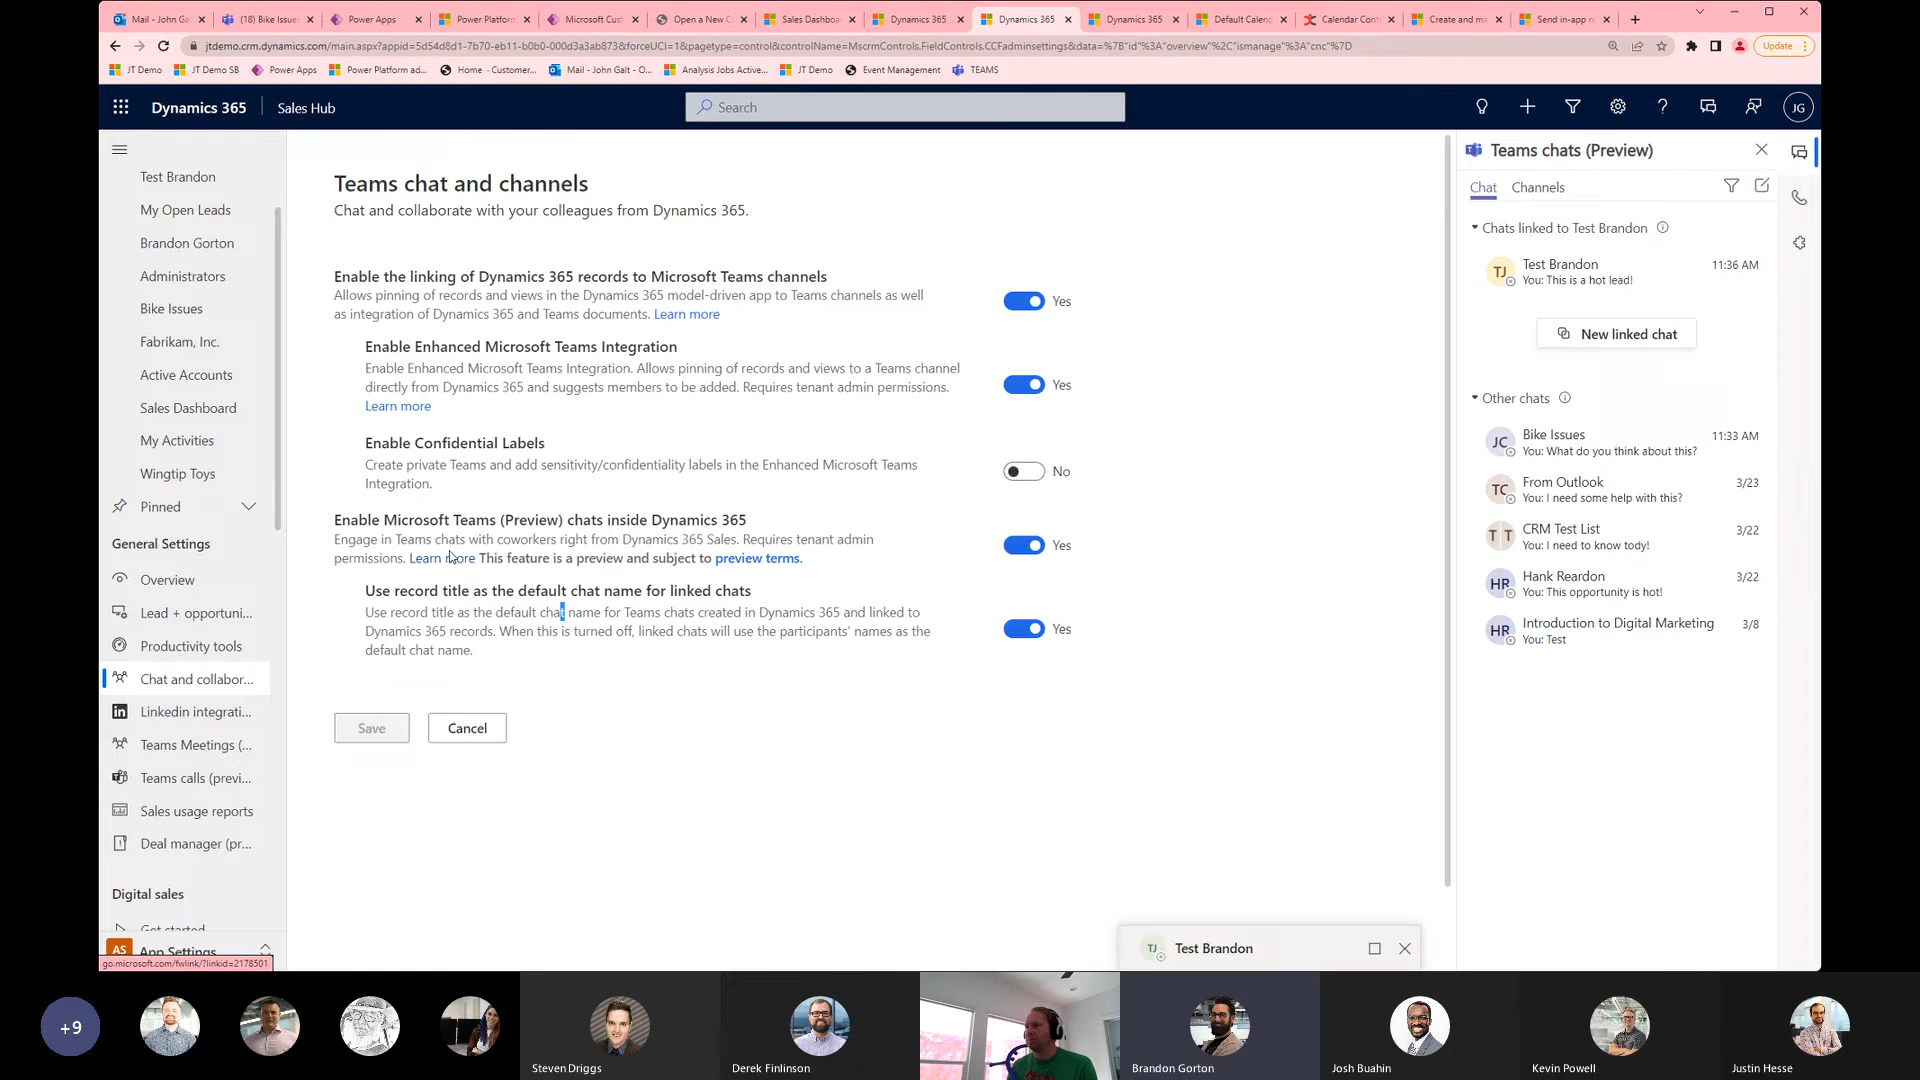 Mail - John Ga
(18) Bike Issues
Power Apps
Power Platform
Microsoft Cust
Open a New C
Sales Dashboa
Dynamics 365
Dynamics 365
Dynamics 365
Default Calend
Calendar Cont
Create and ma
Send in-app n
jtdemo.crm.dynamics.com/main.aspx?appid=5d54d8d1-7b70-eb11-b0b0-000d3a3ab873&forceUCI=1&pagetype=control&controlName=MscrmControls.FieldControls.CCFadminsettings&data=%7B"id"%3A"overview"%2C"ismanage"%3A"cnc"%7D
Update
JT Demo
JT Demo SB
Power Apps
Power Platform ad...
Home - Customer...
Mail - John Galt - O...
Analysis Jobs Active...
JT Demo
Event Management
TEAMS
Dynamics 365
Sales Hub
Search
JG
Test Brandon
My Open Leads
Brandon Gorton
Administrators
Bike Issues
Fabrikam, Inc.
Active Accounts
Sales Dashboard
My Activities
Wingtip Toys
Pinned
General Settings
Overview
Lead + opportuni...
Productivity tools
Chat and collabor...
Linkedin integrati...
Teams Meetings (...
Teams calls (previ...
Sales usage reports
Deal manager (pr...
Digital sales
Get started
AS App Settings
go.microsoft.com/fwlink/?linkid=2178501
Teams chat and channels
Chat and collaborate with your colleagues from Dynamics 365.
Enable the linking of Dynamics 365 records to Microsoft Teams channels
Allows pinning of records and views in the Dynamics 365 model-driven app to Teams channels as well
as integration of Dynamics 365 and Teams documents. Learn more
Yes
Enable Enhanced Microsoft Teams Integration
Enable Enhanced Microsoft Teams Integration. Allows pinning of records and views to a Teams channel
directly from Dynamics 365 and suggests members to be added. Requires tenant admin permissions.
Learn more
Yes
Enable Confidential Labels
Create private Teams and add sensitivity/confidentiality labels in the Enhanced Microsoft Teams
Integration.
No
Enable Microsoft Teams (Preview) chats inside Dynamics 365
Engage in Teams chats with coworkers right from Dynamics 365 Sales. Requires tenant admin
permissions. Learn more This feature is a preview and subject to preview terms.
Yes
Use record title as the default chat name for linked chats
Use record title as the default chat name for Teams chats created in Dynamics 365 and linked to
Dynamics 365 records. When this is turned off, linked chats will use the participants' names as the
default chat name.
Yes
Save
Cancel
Teams chats (Preview)
Chat
Channels
Chats linked to Test Brandon
TJ
Test Brandon
11:36 AM
You: This is a hot lead!
New linked chat
Other chats
JC
Bike Issues
11:33 AM
You: What do you think about this?
TC
From Outlook
3/23
You: I need some help with this?
TT
CRM Test List
3/22
You: I need to know tody!
HR
Hank Reardon
3/22
You: This opportunity is hot!
HR
Introduction to Digital Marketing
3/8
You: Test
TJ
Test Brandon
+9
Steven Driggs
Derek Finlinson
Brandon Gorton
Josh Buahin
Kevin Powell
Justin Hesse